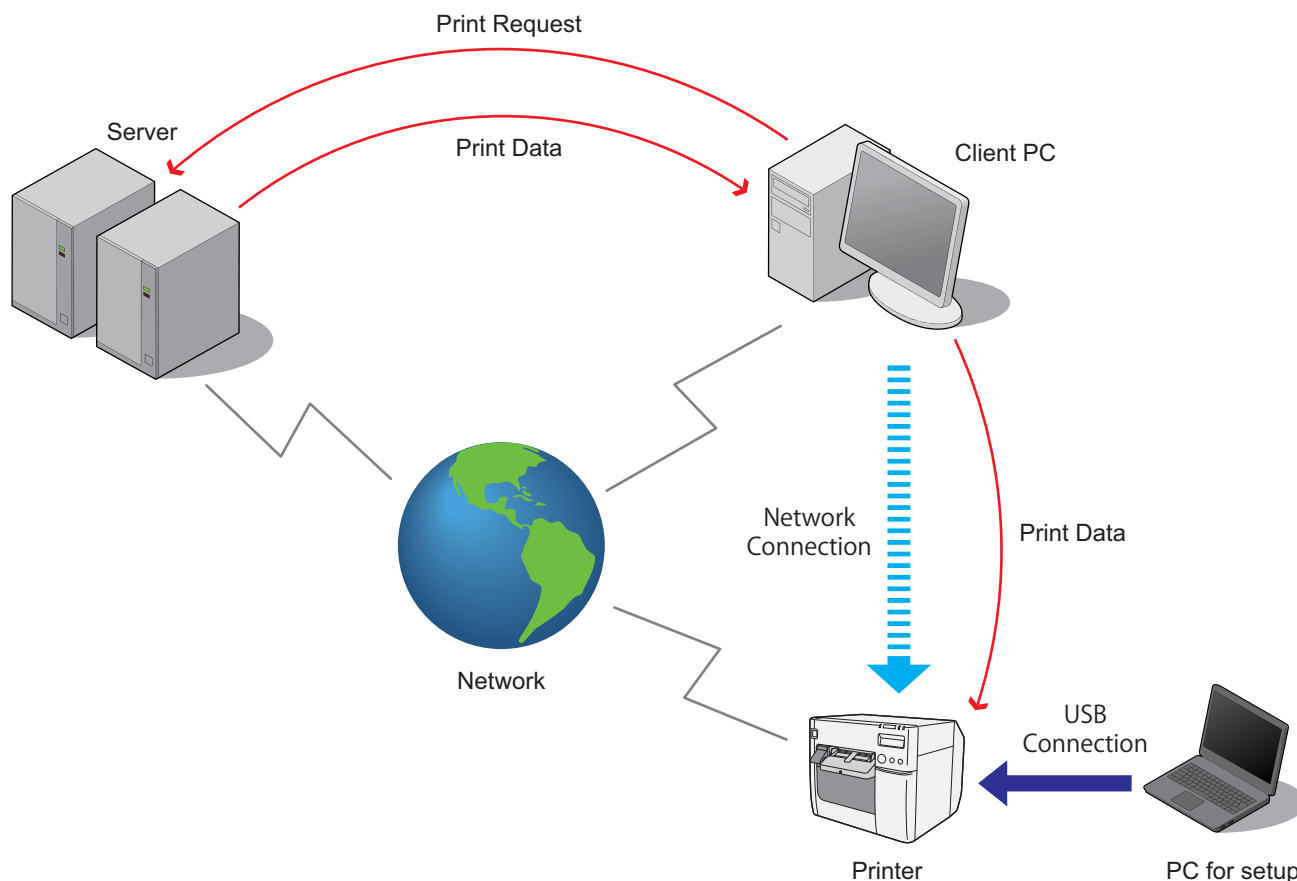 Print Request
Server
Print Data
Client PC
Network
Connection
Print Data
Network
USB
Connection
Printer
PC for setup